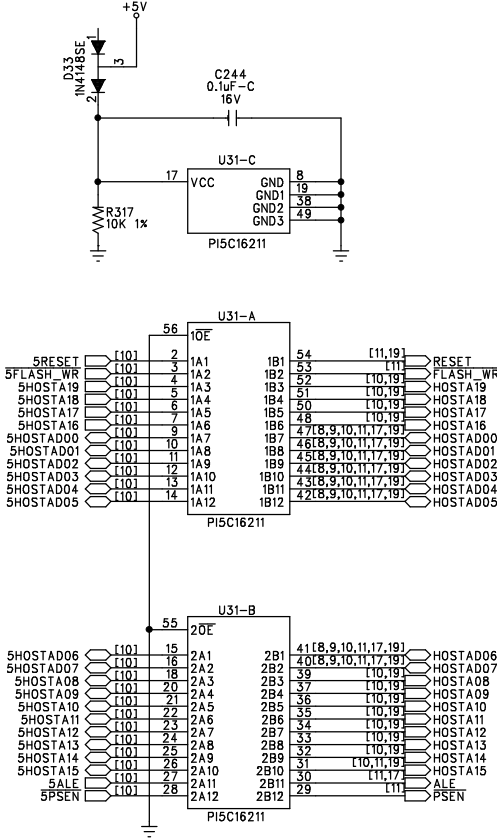 +5V
1
3
2
D33
1N4148SE
C244
0.1uF-C
16V
U31-C
17 VCC GND 8
GND1 19
GND2 38
GND3 49
R317
10K 1%
PI5C16211
U31-A
56 1OE
5RESET [10] 2 1A1 1B1 54 [11,19] RESET
5FLASH_WR [10] 3 1A2 1B2 53 [11] FLASH_WR
5HOSTA19 [10] 4 1A3 1B3 52 [10,19] HOSTA19
5HOSTA18 [10] 5 1A4 1B4 51 [10,19] HOSTA18
5HOSTA17 [10] 6 1A5 1B5 50 [10,19] HOSTA17
5HOSTA16 [10] 7 1A6 1B6 48 [10,19] HOSTA16
5HOSTAD00 [10] 9 1A7 1B7 47 [8,9,10,11,17,19] HOSTAD00
5HOSTAD01 [10] 10 1A8 1B8 46 [8,9,10,11,17,19] HOSTAD01
5HOSTAD02 [10] 11 1A9 1B9 45 [8,9,10,11,17,19] HOSTAD02
5HOSTAD03 [10] 12 1A10 1B10 44 [8,9,10,11,17,19] HOSTAD03
5HOSTAD04 [10] 13 1A11 1B11 43 [8,9,10,11,17,19] HOSTAD04
5HOSTAD05 [10] 14 1A12 1B12 42 [8,9,10,11,17,19] HOSTAD05
PI5C16211
U31-B
55 2OE
5HOSTAD06 [10] 15 2A1 2B1 41 [8,9,10,11,17,19] HOSTAD06
5HOSTAD07 [10] 16 2A2 2B2 40 [8,9,10,11,17,19] HOSTAD07
5HOSTA08 [10] 18 2A3 2B3 39 [10,19] HOSTA08
5HOSTA09 [10] 20 2A4 2B4 37 [10,19] HOSTA09
5HOSTA10 [10] 21 2A5 2B5 36 [10,19] HOSTA10
5HOSTA11 [10] 22 2A6 2B6 35 [10,19] HOSTA11
5HOSTA12 [10] 23 2A7 2B7 34 [10,19] HOSTA12
5HOSTA13 [10] 24 2A8 2B8 33 [10,19] HOSTA13
5HOSTA14 [10] 25 2A9 2B9 32 [10,19] HOSTA14
5HOSTA15 [10] 26 2A10 2B10 31 [10,11,19] HOSTA15
5ALE [10] 27 2A11 2B11 30 [11,17] ALE
5PSEN [10] 28 2A12 2B12 29 [11] PSEN
PI5C16211